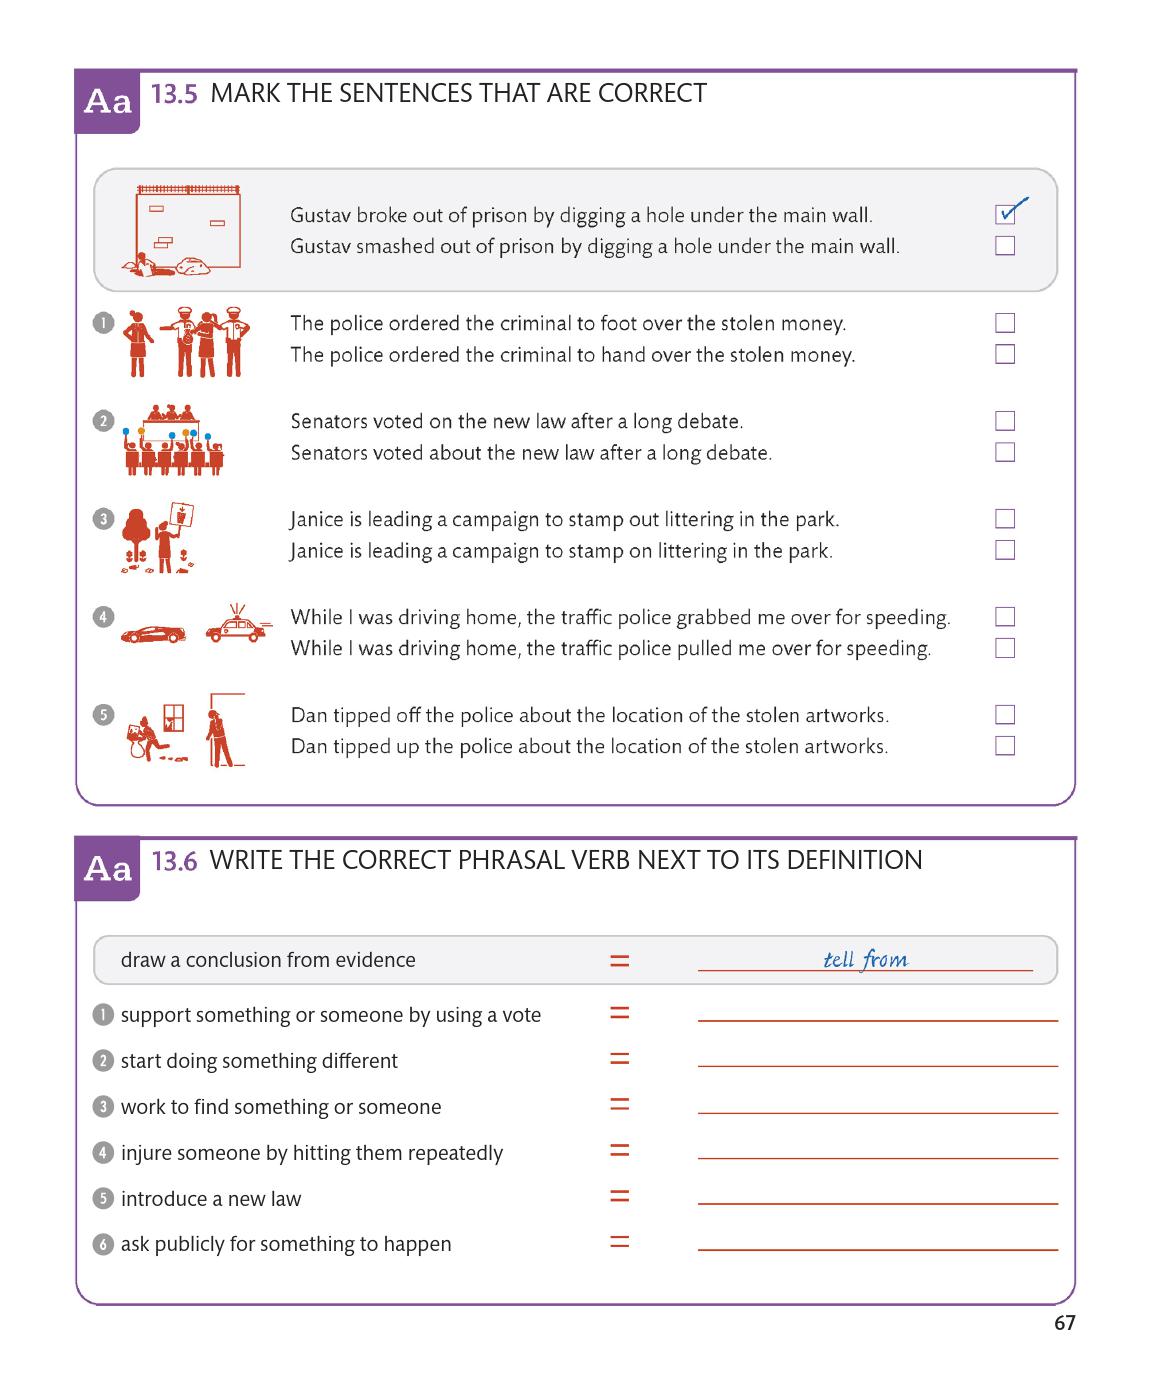 Aa 13.5 MARK THE SENTENCES THAT ARE CORRECT
Gustav broke out of prison by digging a hole under the main wall.
Gustav smashed out of prison by digging a hole under the main wall.
1 The police ordered the criminal to foot over the stolen money.
The police ordered the criminal to hand over the stolen money.
2 Senators voted on the new law after a long debate.
Senators voted about the new law after a long debate.
3 Janice is leading a campaign to stamp out littering in the park.
Janice is leading a campaign to stamp on littering in the park.
4 While I was driving home, the traffic police grabbed me over for speeding.
While I was driving home, the traffic police pulled me over for speeding.
5 Dan tipped off the police about the location of the stolen artworks.
Dan tipped up the police about the location of the stolen artworks.
Aa 13.6 WRITE THE CORRECT PHRASAL VERB NEXT TO ITS DEFINITION
draw a conclusion from evidence = tell from
1 support something or someone by using a vote =
2 start doing something different =
3 work to find something or someone =
4 injure someone by hitting them repeatedly =
5 introduce a new law =
6 ask publicly for something to happen =
67